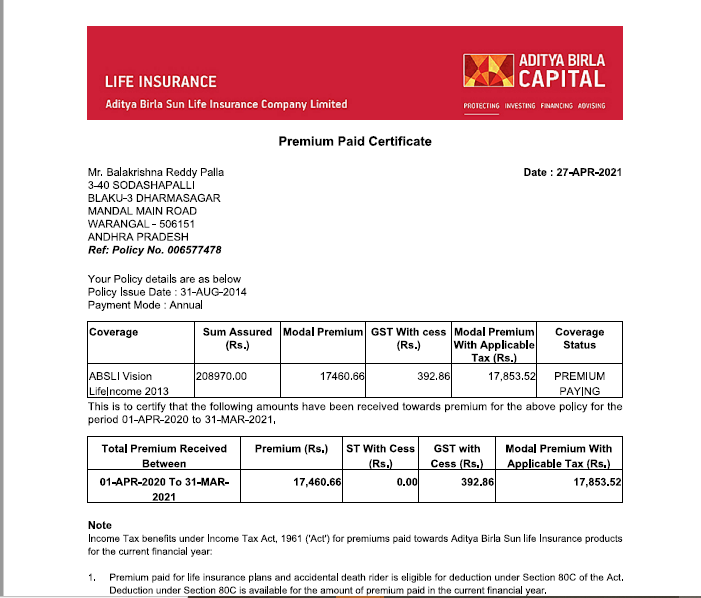 LIFE INSURANCE
Aditya Birla Sun Life Insurance Company Limited
ADITYA BIRLA
CAPITAL
PROTECTING INVESTING FINANCING ADVISING
Premium Paid Certificate
Mr. Balakrishna Reddy Palla
Date : 27-APR-2021
3-40 SODASHAPALLI
BLAKU-3 DHARMASAGAR
MANDAL MAIN ROAD
WARANGAL - 506151
ANDHRA PRADESH
Ref: Policy No. 006577478
Your Policy details are as below
Policy Issue Date : 31-AUG-2014
Payment Mode : Annual
Coverage Sum Assured (Rs.) Modal Premium GST With cess (Rs.) Modal Premium With Applicable Tax (Rs.) Coverage Status
ABSLI Vision LifeIncome 2013 208970.00 17460.66 392.86 17,853.52 PREMIUM PAYING
This is to certify that the following amounts have been received towards premium for the above policy for the
period 01-APR-2020 to 31-MAR-2021,
Total Premium Received Between Premium (Rs.) ST With Cess (Rs.) GST with Cess (Rs.) Modal Premium With Applicable Tax (Rs.)
01-APR-2020 To 31-MAR-2021 17,460.66 0.00 392.86 17,853.52
Note
Income Tax benefits under Income Tax Act, 1961 ('Act') for premiums paid towards Aditya Birla Sun life Insurance products
for the current financial year:
1. Premium paid for life insurance plans and accidental death rider is eligible for deduction under Section 80C of the Act.
Deduction under Section 80C is available for the amount of premium paid in the current financial year.